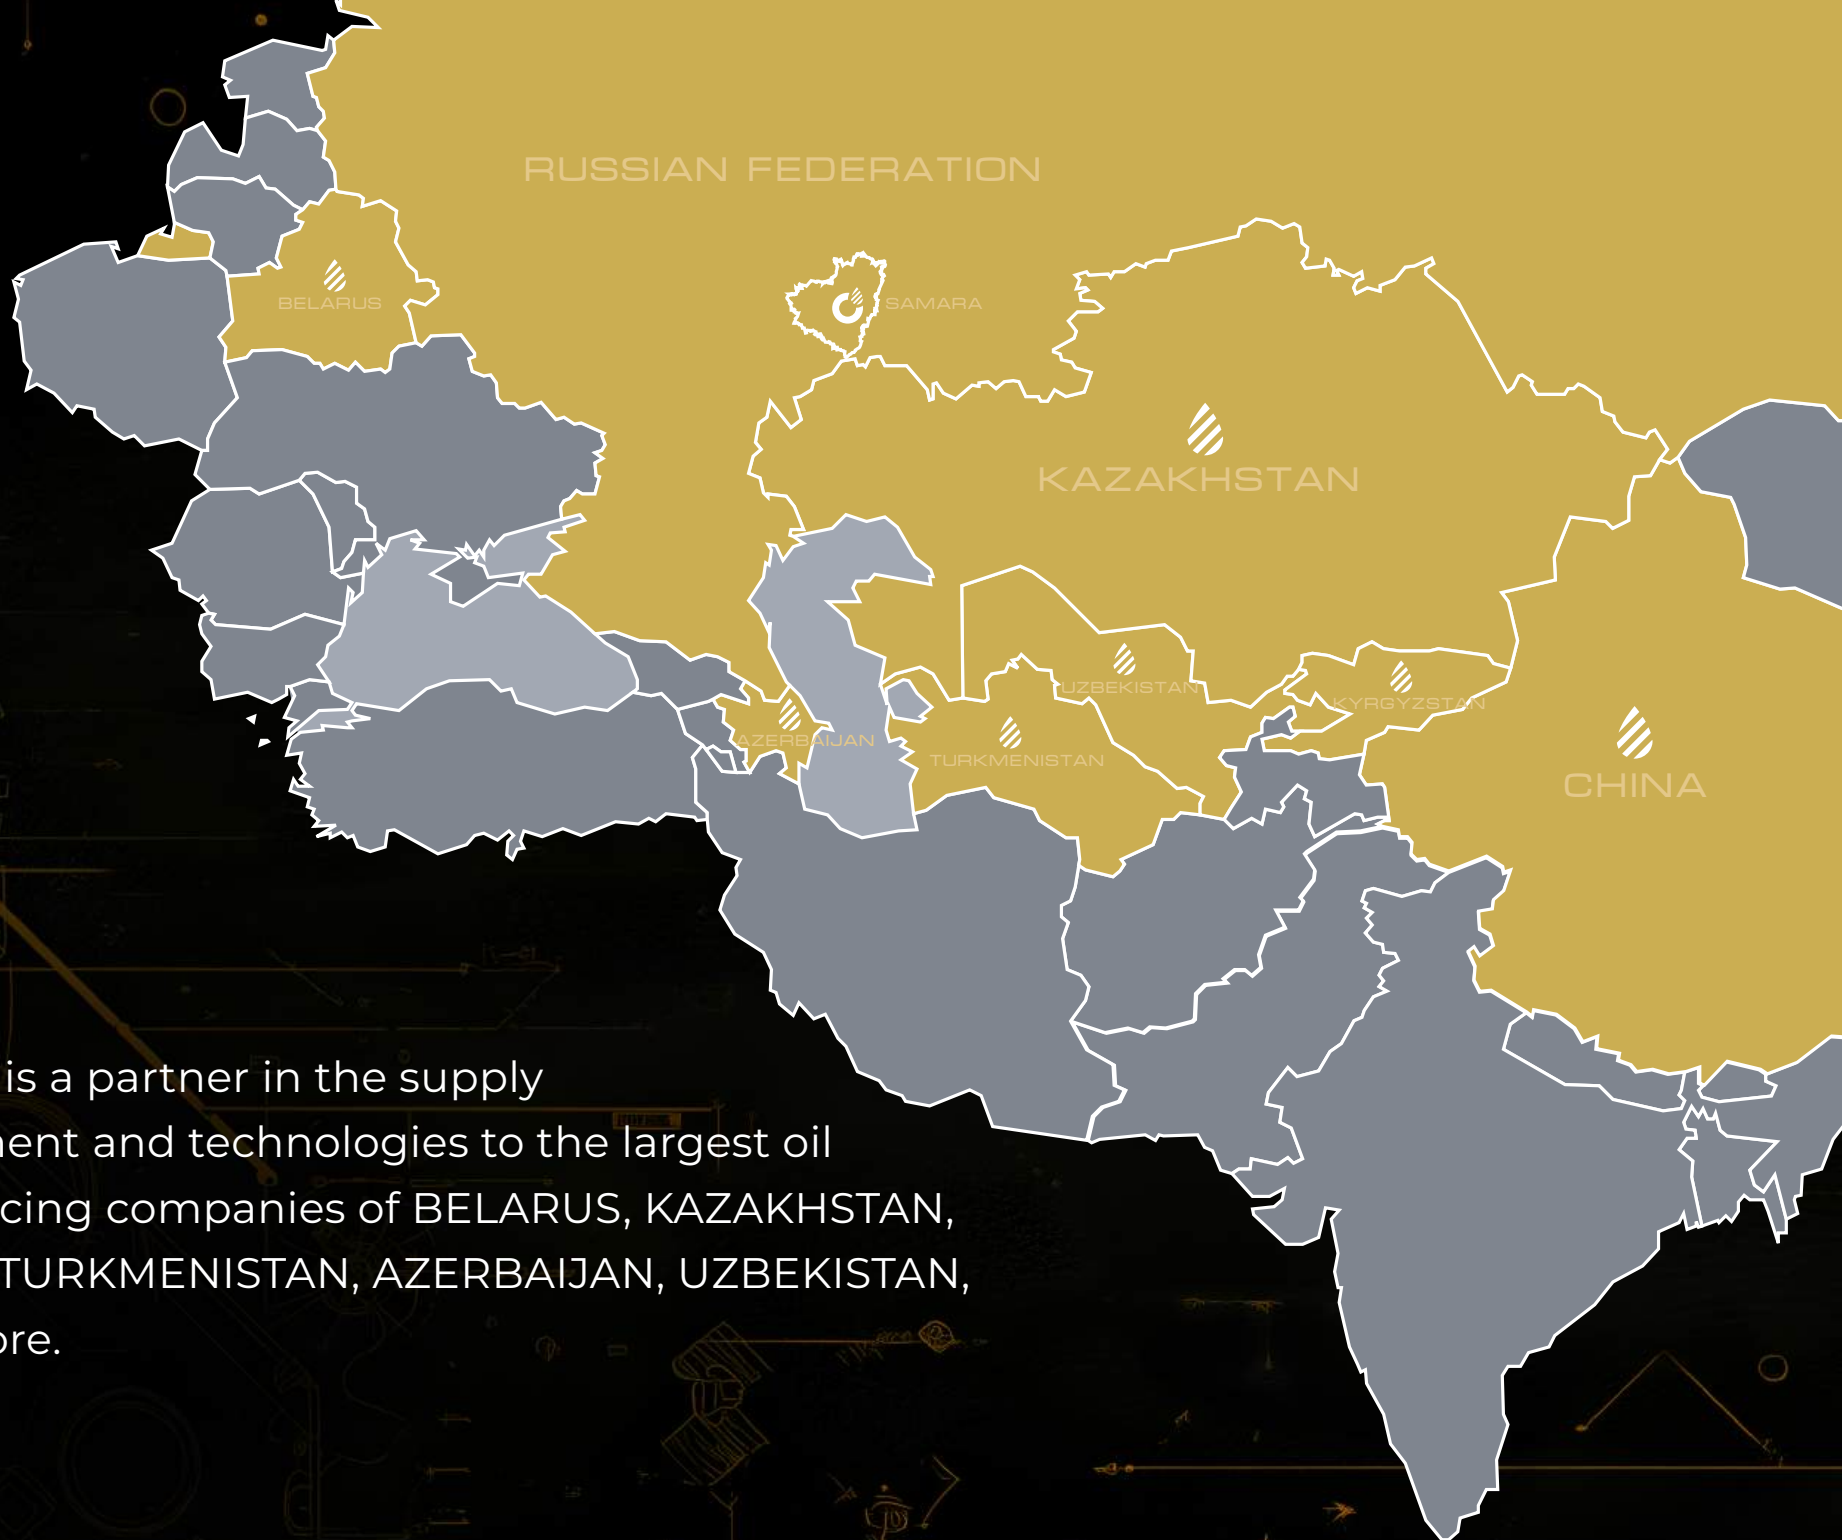 RUSSIAN FEDERATION
BELARUS
SAMARA
KAZAKHSTAN
UZBEKISTAN
KYRGYZSTAN
AZERBAIJAN
TURKMENISTAN
CHINA
is a partner in the supply
ent and technologies to the largest oil
cing companies of BELARUS, KAZAKHSTAN,
TURKMENISTAN, AZERBAIJAN, UZBEKISTAN,
ore.